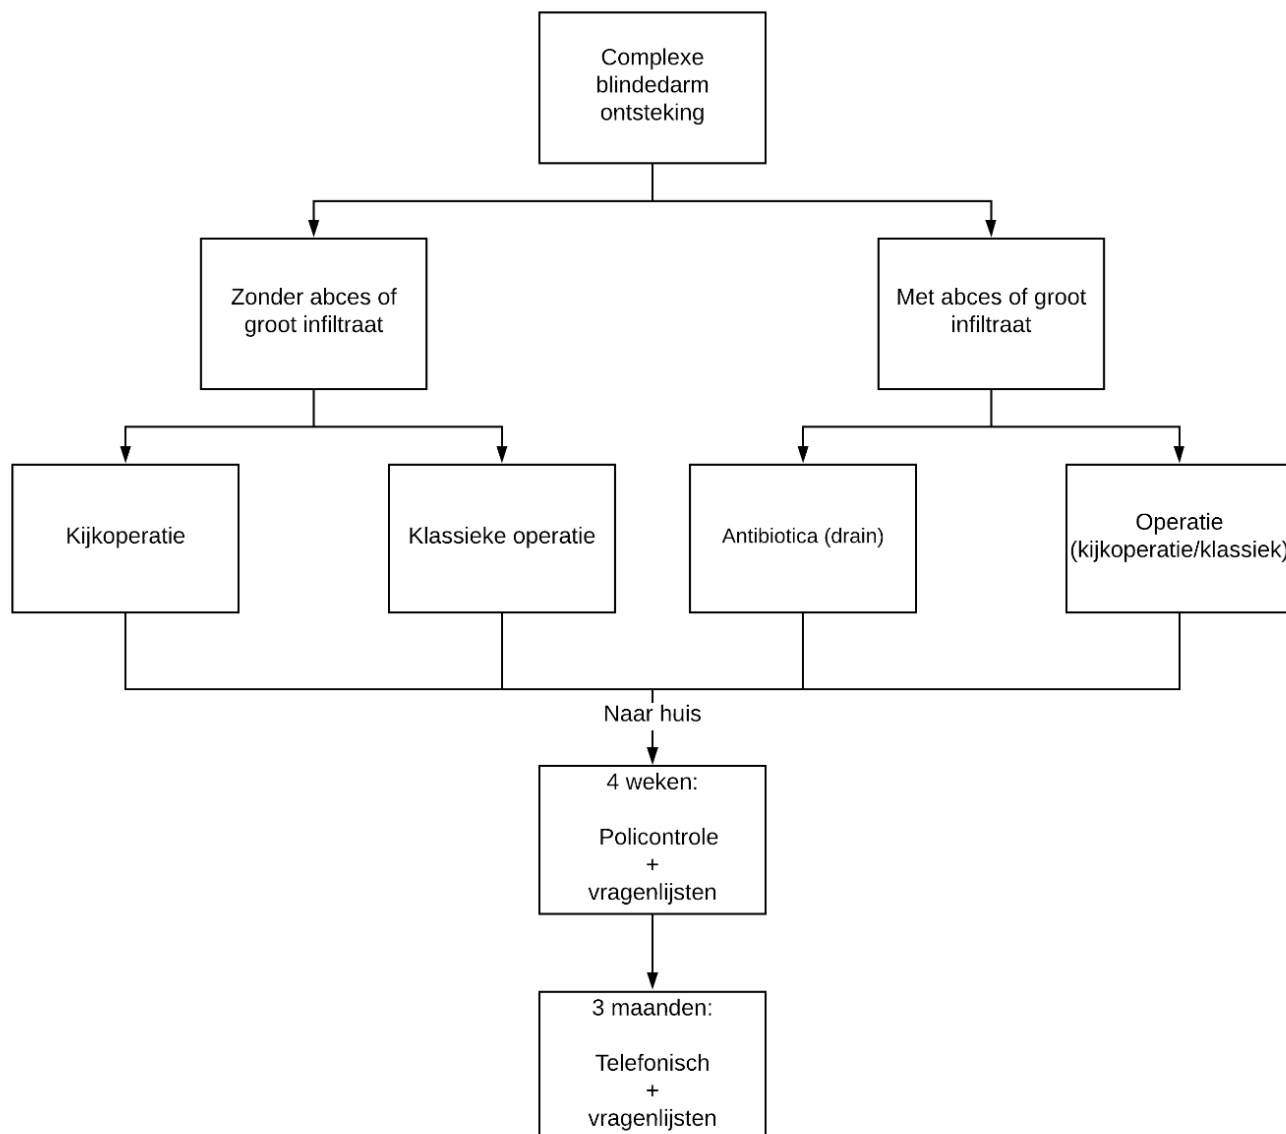 Complexe
blindedarm
ontsteking
Zonder abces of
groot infiltraat
Met abces of groot
infiltraat
Kijkoperatie
Klassieke operatie
Antibiotica (drain)
Operatie
(kijkoperatie/klassiek)
Naar huis
4 weken:
Policontrole
+
vragenlijsten
3 maanden:
Telefonisch
+
vragenlijsten